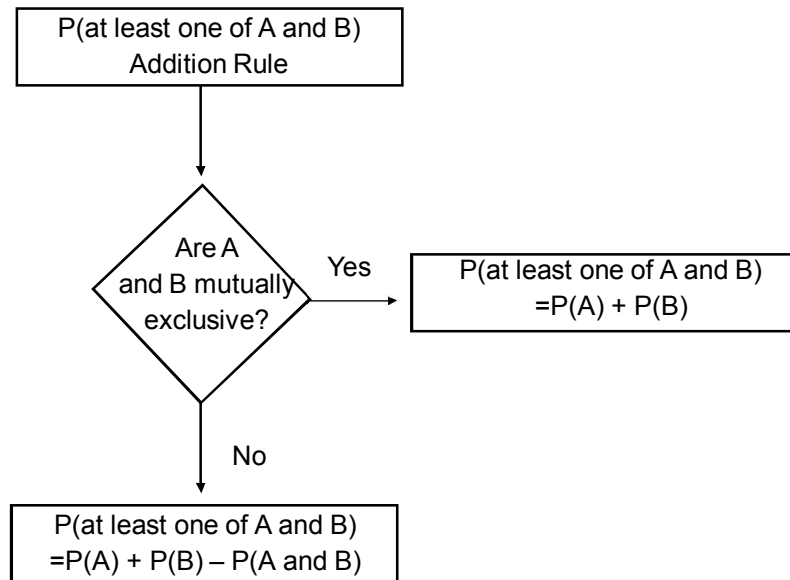 P(at least one of A and B)
Addition Rule
Are A
and B mutually
exclusive?
Yes
P(at least one of A and B)
=P(A) + P(B)
No
P(at least one of A and B)
=P(A) + P(B) – P(A and B)